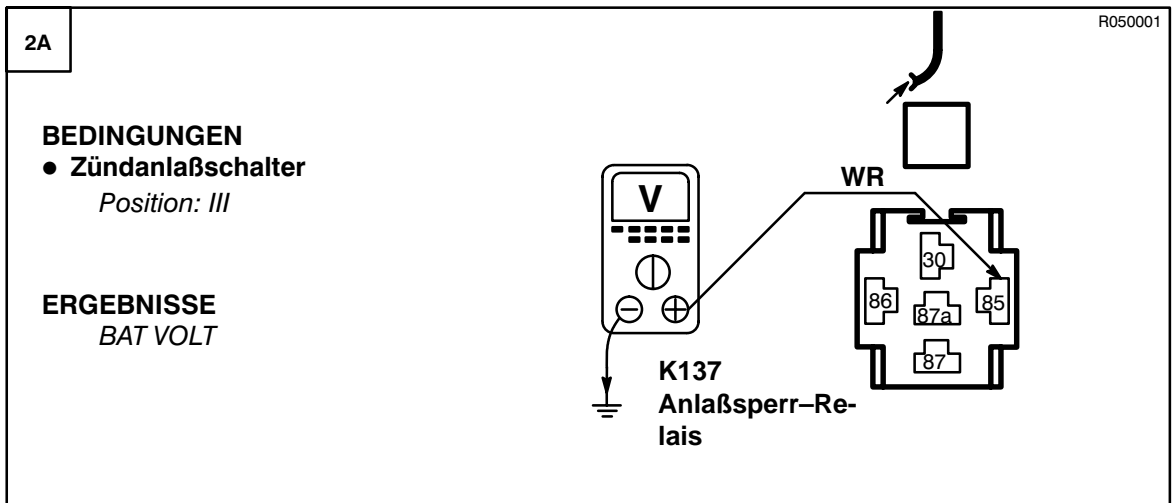 R050001
2A
BEDINGUNGEN
● Zündanlaßschalter
Position: III
WR
V
30
86
87a
85
87
ERGEBNISSE
BAT VOLT
K137
Anlaßsperr–Re-
lais